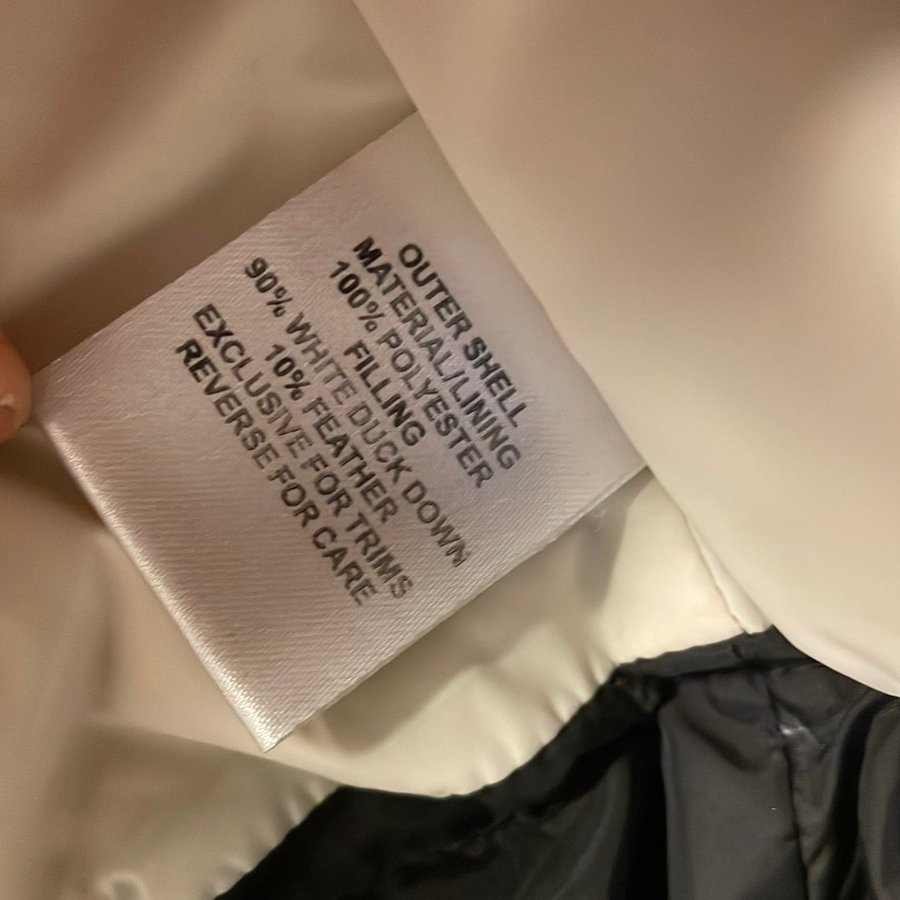 OUTER SHELL
MATERIAL/LINING
100% POLYESTER
FILLING
90% WHITE DUCK DOWN
10% FEATHER
EXCLUSIVE FOR TRIMS
REVERSE FOR CARE